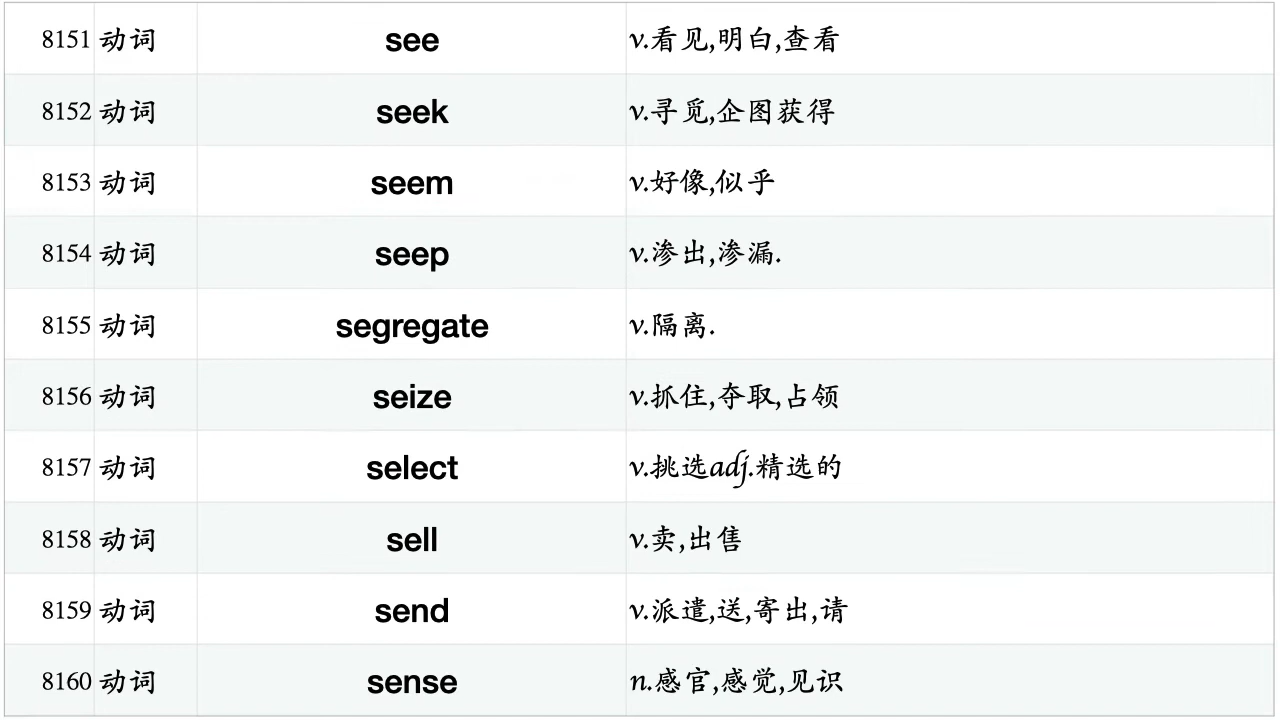 8151 动词 see v.看见,明白,查看
8152 动词 seek v.寻觅,企图获得
8153 动词 seem v.好像,似乎
8154 动词 seep v.渗出,渗漏.
8155 动词 segregate v.隔离.
8156 动词 seize v.抓住,夺取,占领
8157 动词 select v.挑选adj.精选的
8158 动词 sell v.卖,出售
8159 动词 send v.派遣,送,寄出,请
8160 动词 sense n.感官,感觉,见识